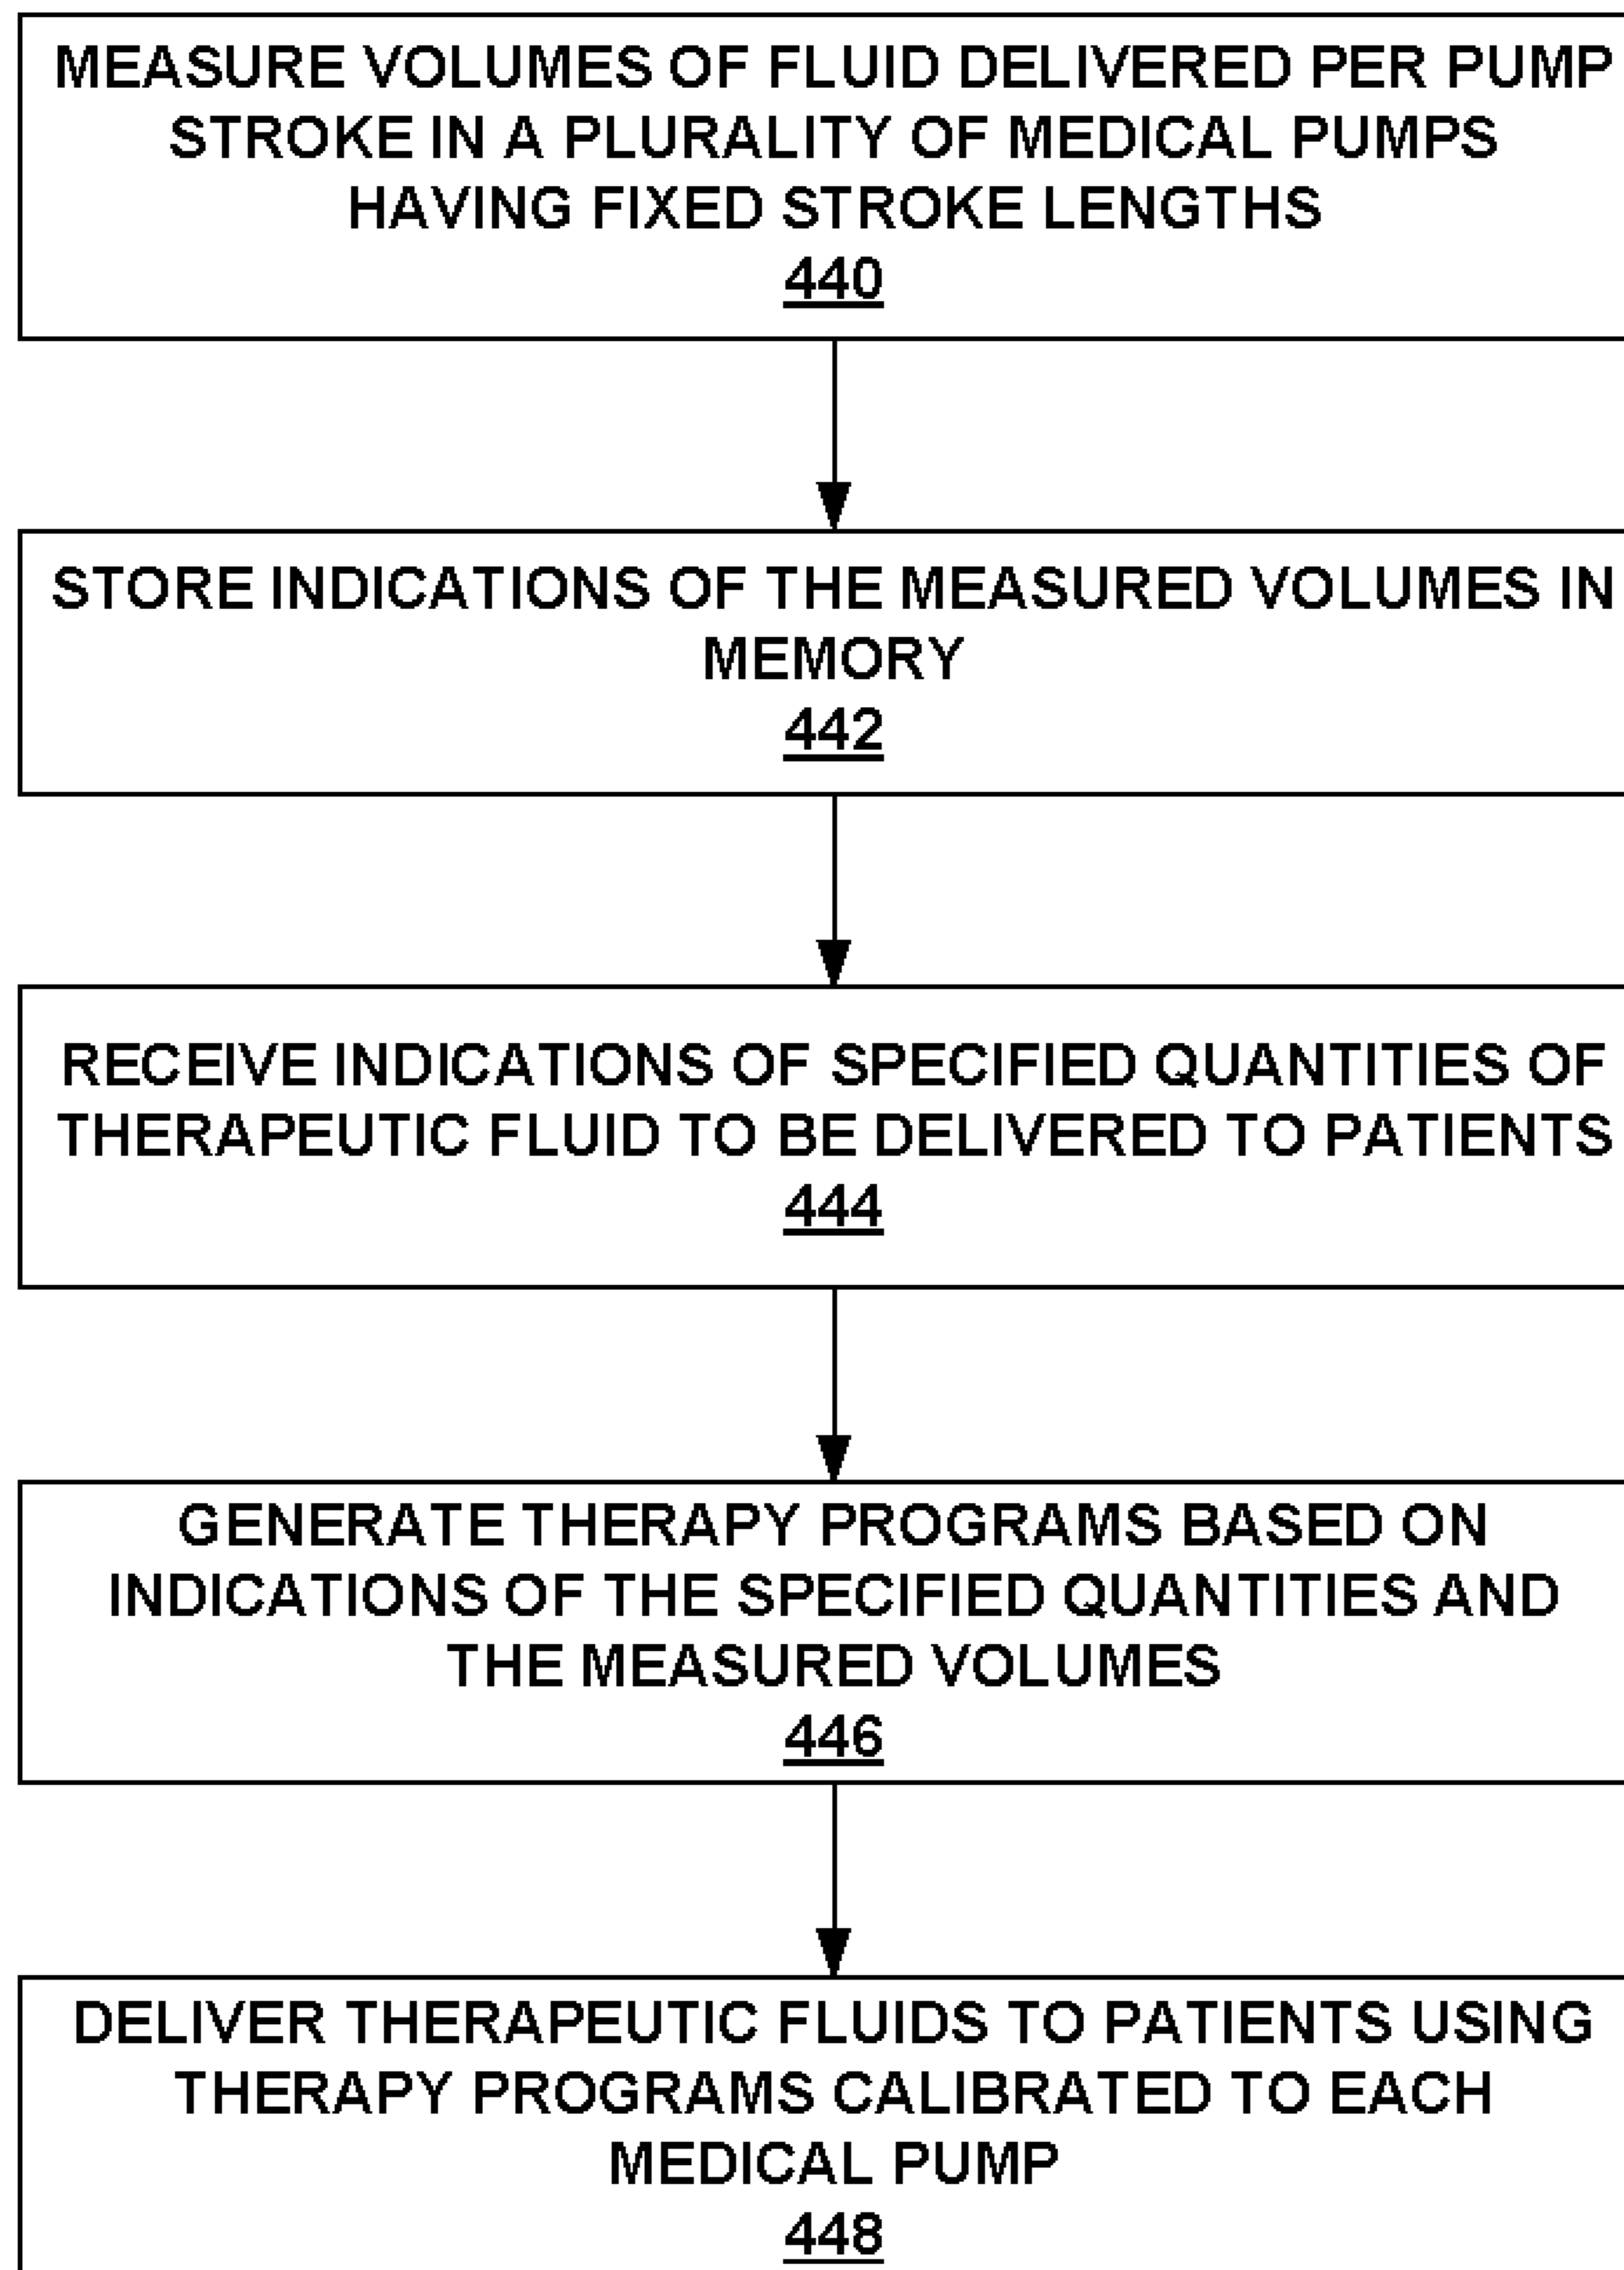 MEASURE VOLUMES OF FLUID DELIVERED PER PUMP
STROKE IN A PLURALITY OF MEDICAL PUMPS
HAVING FIXED STROKE LENGTHS
440
STORE INDICATIONS OF THE MEASURED VOLUMES IN
MEMORY
442
RECEIVE INDICATIONS OF SPECIFIED QUANTITIES OF
THERAPEUTIC FLUID TO BE DELIVERED TO PATIENTS
444
GENERATE THERAPY PROGRAMS BASED ON
INDICATIONS OF THE SPECIFIED QUANTITIES AND
THE MEASURED VOLUMES
446
DELIVER THERAPEUTIC FLUIDS TO PATIENTS USING
THERAPY PROGRAMS CALIBRATED TO EACH
MEDICAL PUMP
448